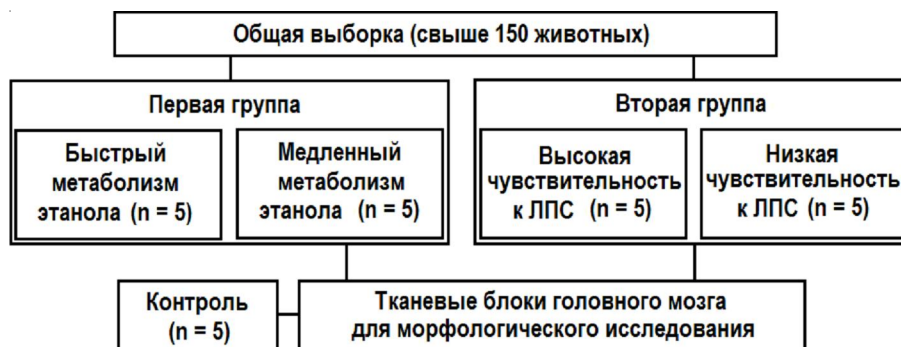 Общая выборка (свыше 150 животных)
Первая группа
Быстрый
метаболизм
этанола (n = 5)
Медленный
метаболизм
этанола (n = 5)
Вторая группа
Высокая
чувствительность
к ЛПС (n = 5)
Низкая
чувствительность
к ЛПС (n = 5)
Контроль
(n = 5)
Тканевые блоки головного мозга
для морфологического исследования